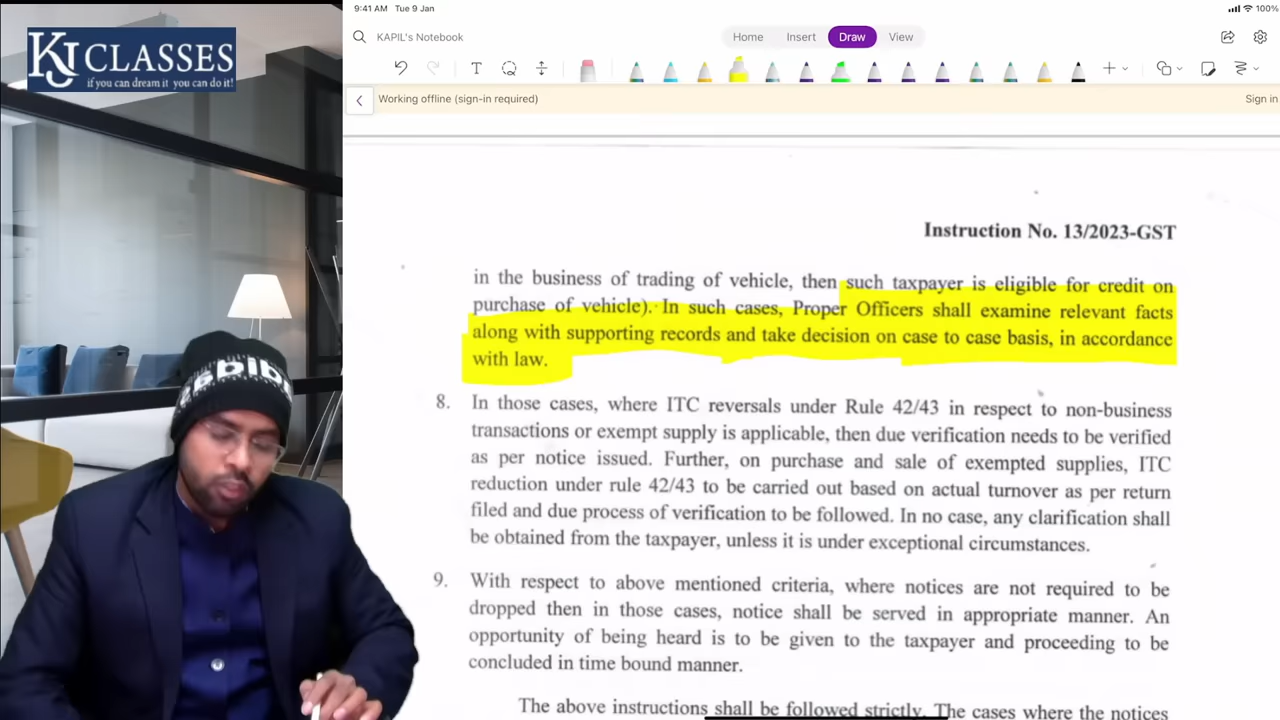 9:41 AM Tue 9 Jan
100%
KJ CLASSES
if you can dream it you can do it!
KAPIL's Notebook
Home Insert Draw View
Working offline (sign-in required)
Sign in
Instruction No. 13/2023-GST
in the business of trading of vehicle, then such taxpayer is eligible for credit on
purchase of vehicle). In such cases, Proper Officers shall examine relevant facts
along with supporting records and take decision on case to case basis, in accordance
with law.
8. In those cases, where ITC reversals under Rule 42/43 in respect to non-business
transactions or exempt supply is applicable, then due verification needs to be verified
as per notice issued. Further, on purchase and sale of exempted supplies, ITC
reduction under rule 42/43 to be carried out based on actual turnover as per return
filed and due process of verification to be followed. In no case, any clarification shall
be obtained from the taxpayer, unless it is under exceptional circumstances.
9. With respect to above mentioned criteria, where notices are not required to be
dropped then in those cases, notice shall be served in appropriate manner. An
opportunity of being heard is to be given to the taxpayer and proceeding to be
concluded in time bound manner.
The above instructions shall be followed strictly. The cases where the notices